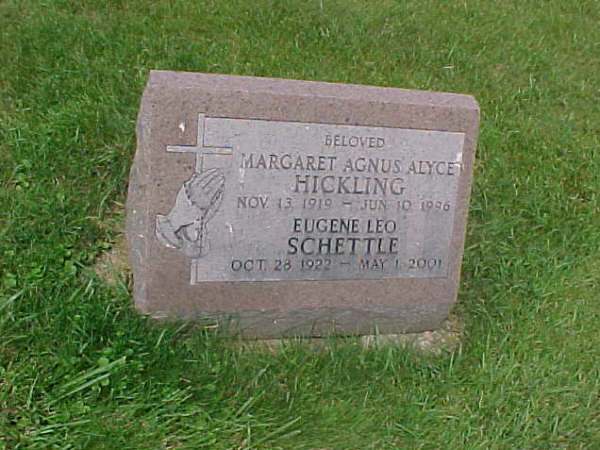 BELOVED
MARGARET AGNUS ALYCE
HICKLING
NOV. 13 1919 - JUN 10 1996
EUGENE LEO
SCHETTLE
OCT. 28 1922 - MAY 1 2001